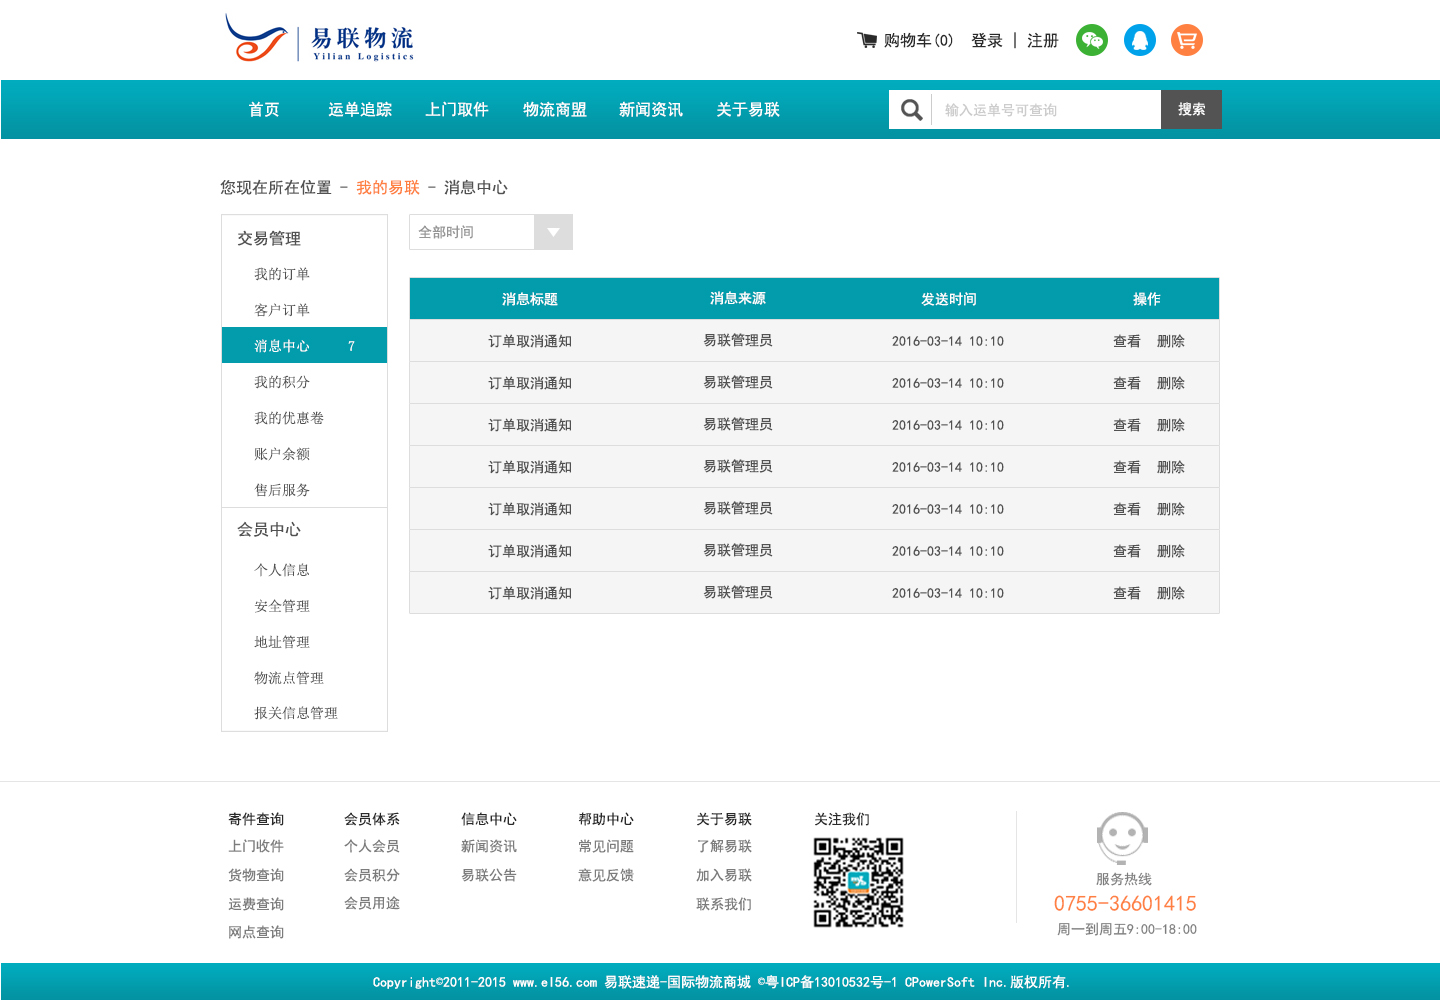 易联物流
Yilian Logistics
购物车(0) 登录 | 注册
首页 运单追踪 上门取件 物流商盟 新闻资讯 关于易联
输入运单号可查询 搜索
您现在所在位置 - 我的易联 - 消息中心
交易管理
我的订单
客户订单
消息中心 7
我的积分
我的优惠卷
账户余额
售后服务
会员中心
个人信息
安全管理
地址管理
物流点管理
报关信息管理
全部时间
消息标题 消息来源 发送时间 操作
订单取消通知 易联管理员 2016-03-14 10:10 查看 删除
订单取消通知 易联管理员 2016-03-14 10:10 查看 删除
订单取消通知 易联管理员 2016-03-14 10:10 查看 删除
订单取消通知 易联管理员 2016-03-14 10:10 查看 删除
订单取消通知 易联管理员 2016-03-14 10:10 查看 删除
订单取消通知 易联管理员 2016-03-14 10:10 查看 删除
订单取消通知 易联管理员 2016-03-14 10:10 查看 删除
寄件查询
上门收件
货物查询
运费查询
网点查询
会员体系
个人会员
会员积分
会员用途
信息中心
新闻资讯
易联公告
帮助中心
常见问题
意见反馈
关于易联
了解易联
加入易联
联系我们
关注我们
服务热线
0755-36601415
周一到周五9:00-18:00
Copyright©2011-2015 www.el56.com 易联速递-国际物流商城 ©粤ICP备13010532号-1 CPowerSoft Inc.版权所有.